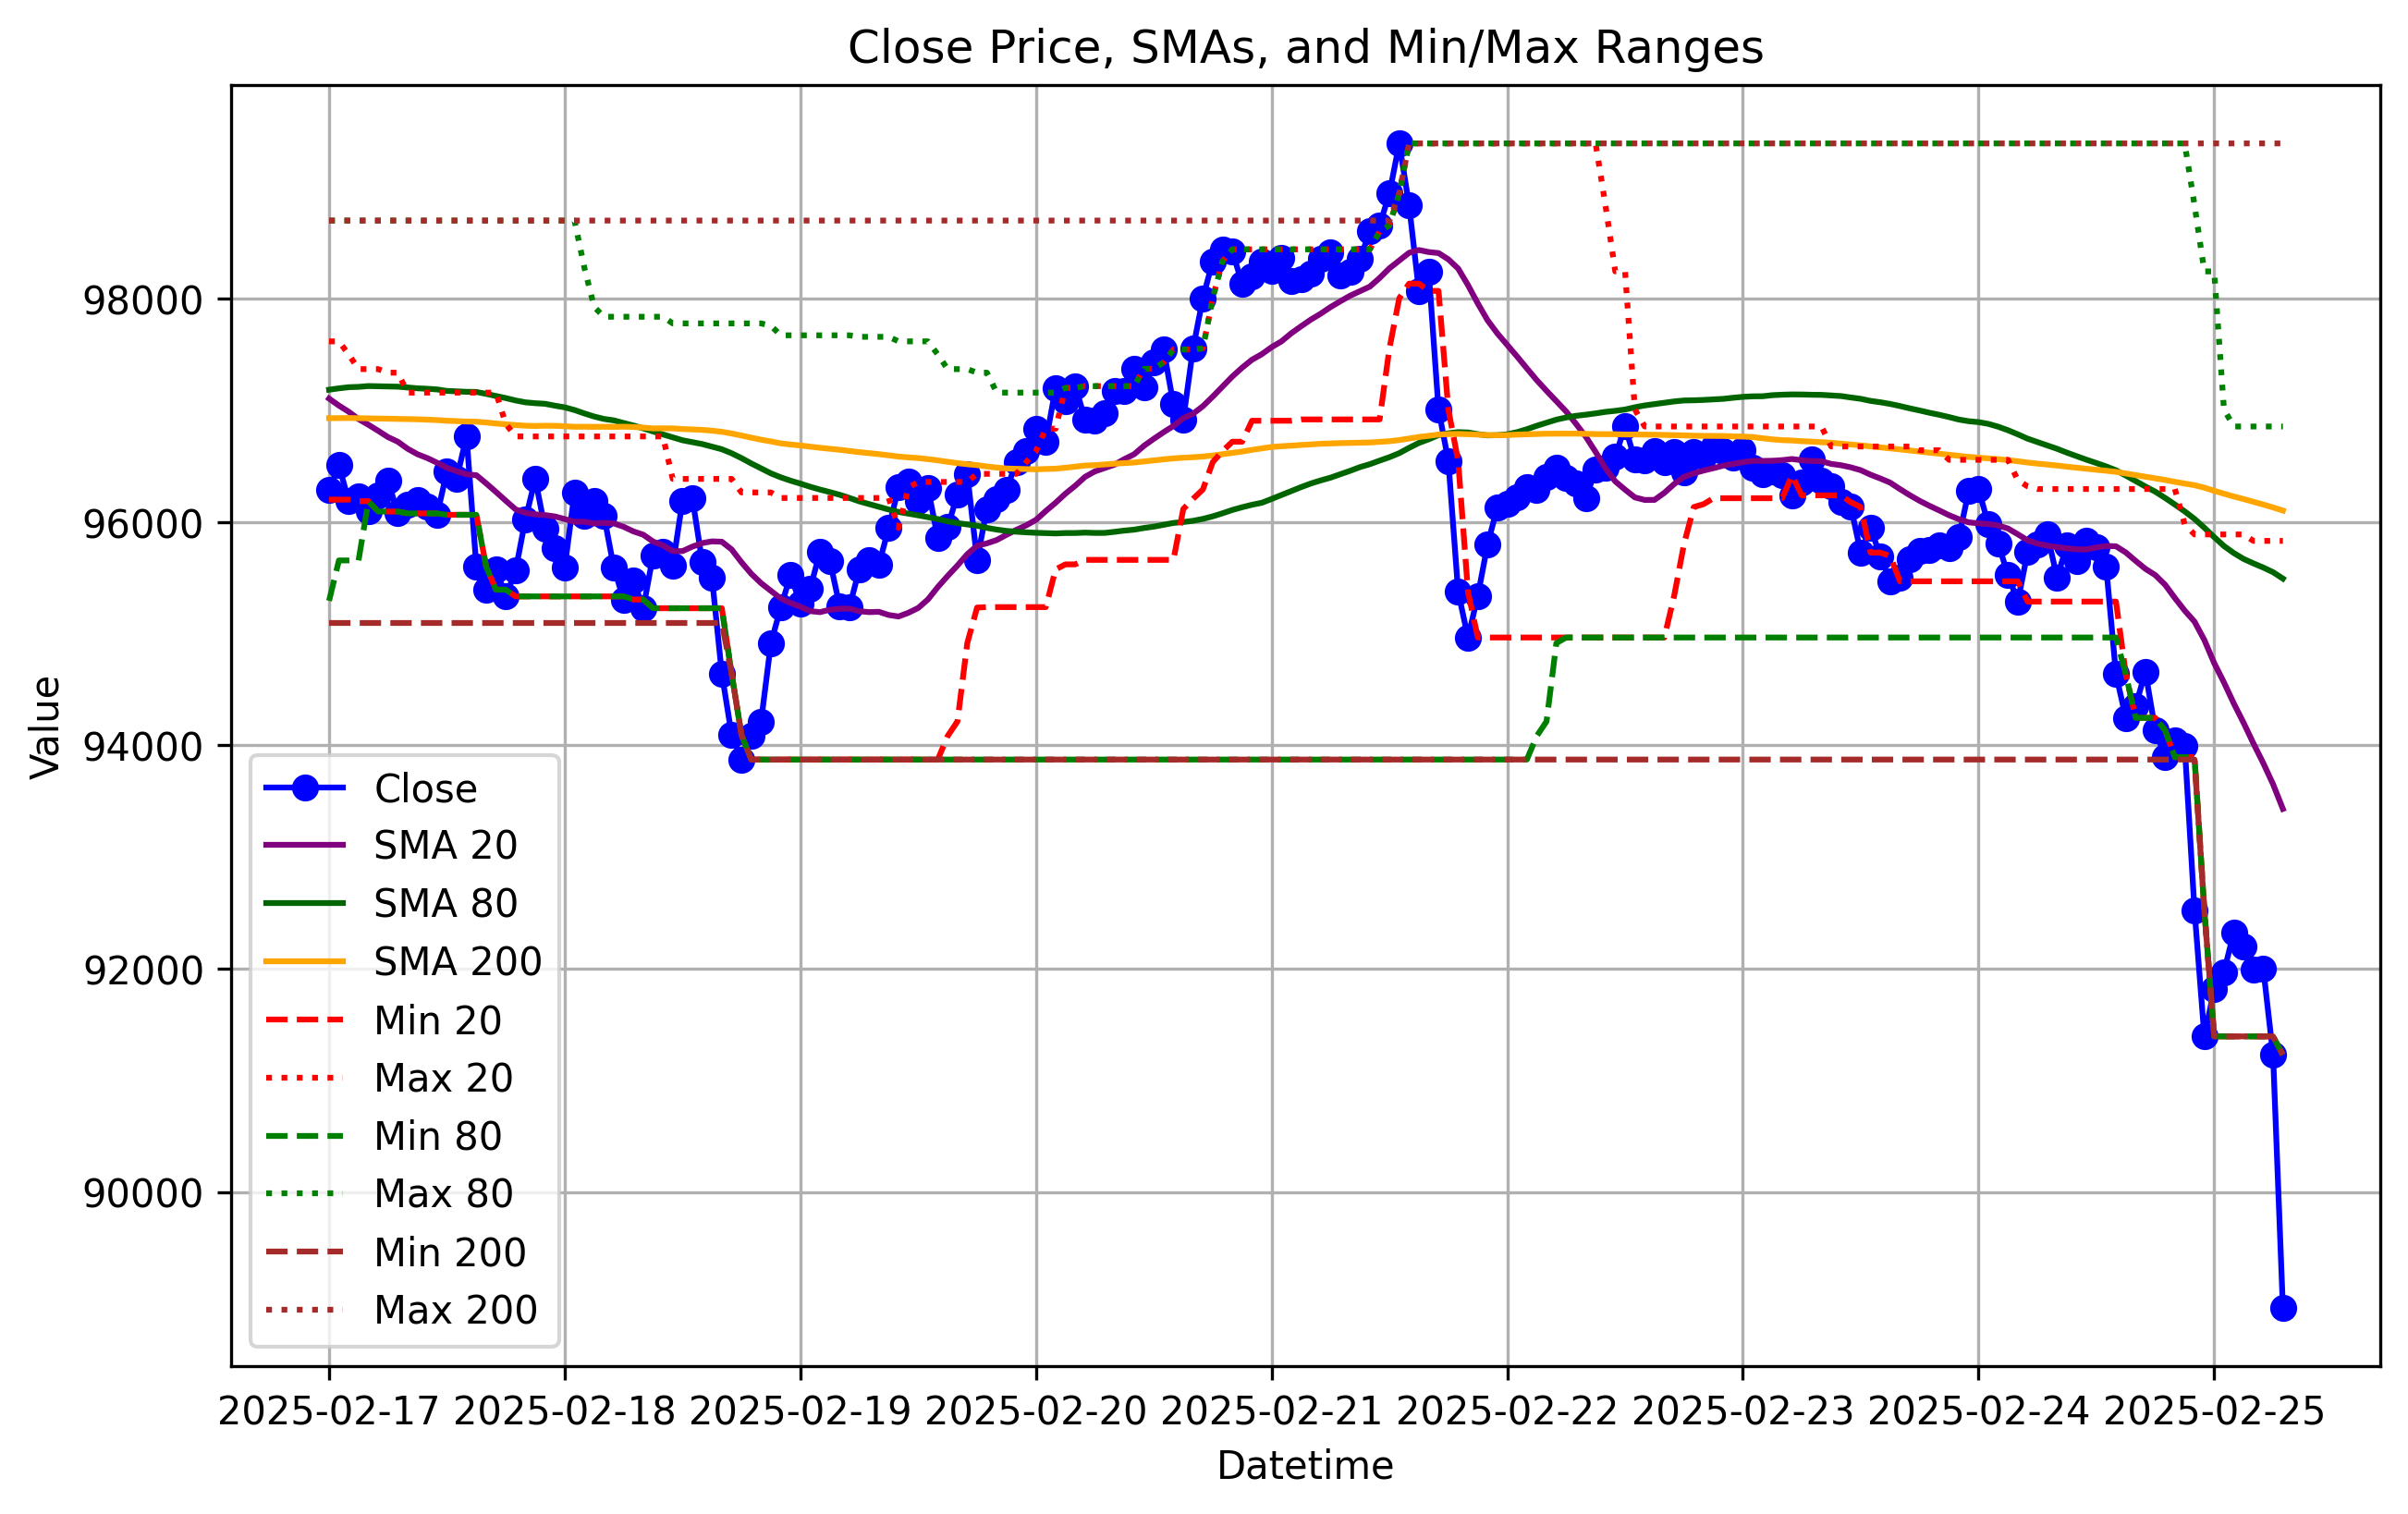 Close Price, SMAs, and Min/Max Ranges
98000
96000
94000
92000
90000
Value
Close
SMA 20
SMA 80
SMA 200
Min 20
Max 20
Min 80
Max 80
Min 200
Max 200
2025-02-17 2025-02-18 2025-02-19 2025-02-20 2025-02-21 2025-02-22 2025-02-23 2025-02-24 2025-02-25
Datetime